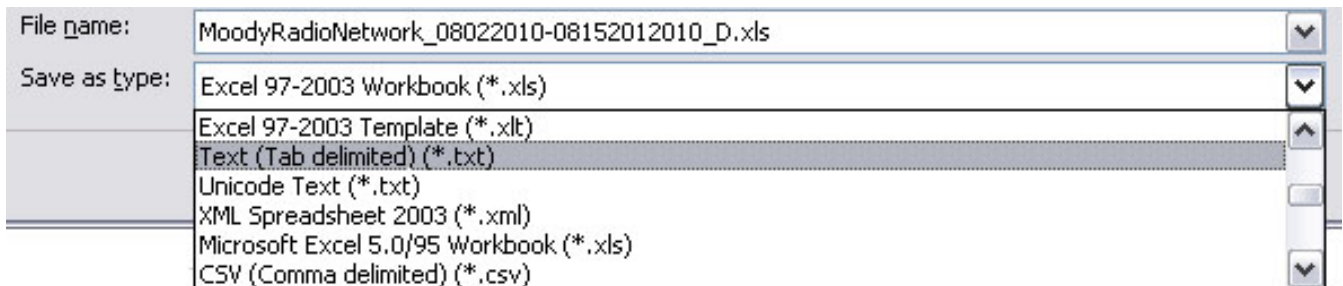 File name: MoodyRadioNetwork_08022010-08152012010_D.xls
Save as type: Excel 97-2003 Workbook (*.xls)
Excel 97-2003 Template (*.xlt)
Text (Tab delimited) (*.txt)
Unicode Text (*.txt)
XML Spreadsheet 2003 (*.xml)
Microsoft Excel 5.0/95 Workbook (*.xls)
CSV (Comma delimited) (*.csv)